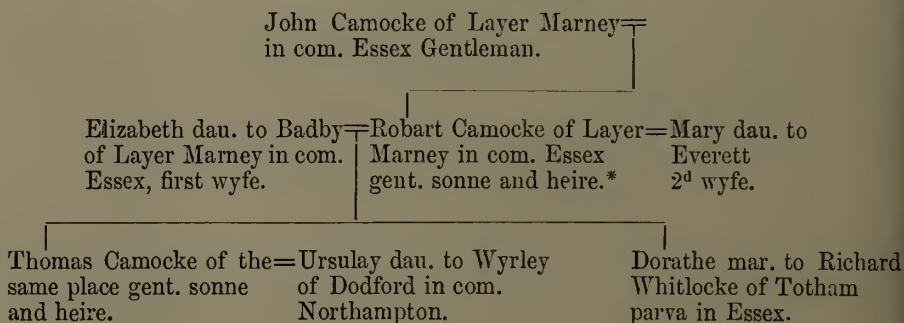 John Camocke of Layer Marney=
in com. Essex Gentleman.
Elizabeth dau. to Badby=
of Layer Marney in com.
Essex, first wyfe.
Robart Camocke of Layer=
Marney in com. Essex
gent. sonne and heire.*
Mary dau. to
Everett
2d wyfe.
Thomas Camocke of the=
same place gent. sonne
and heire.
Ursulay dau. to Wyrley
of Dodford in com.
Northampton.
Dorathe mar. to Richard
Whitlocke of Totham
parva in Essex.